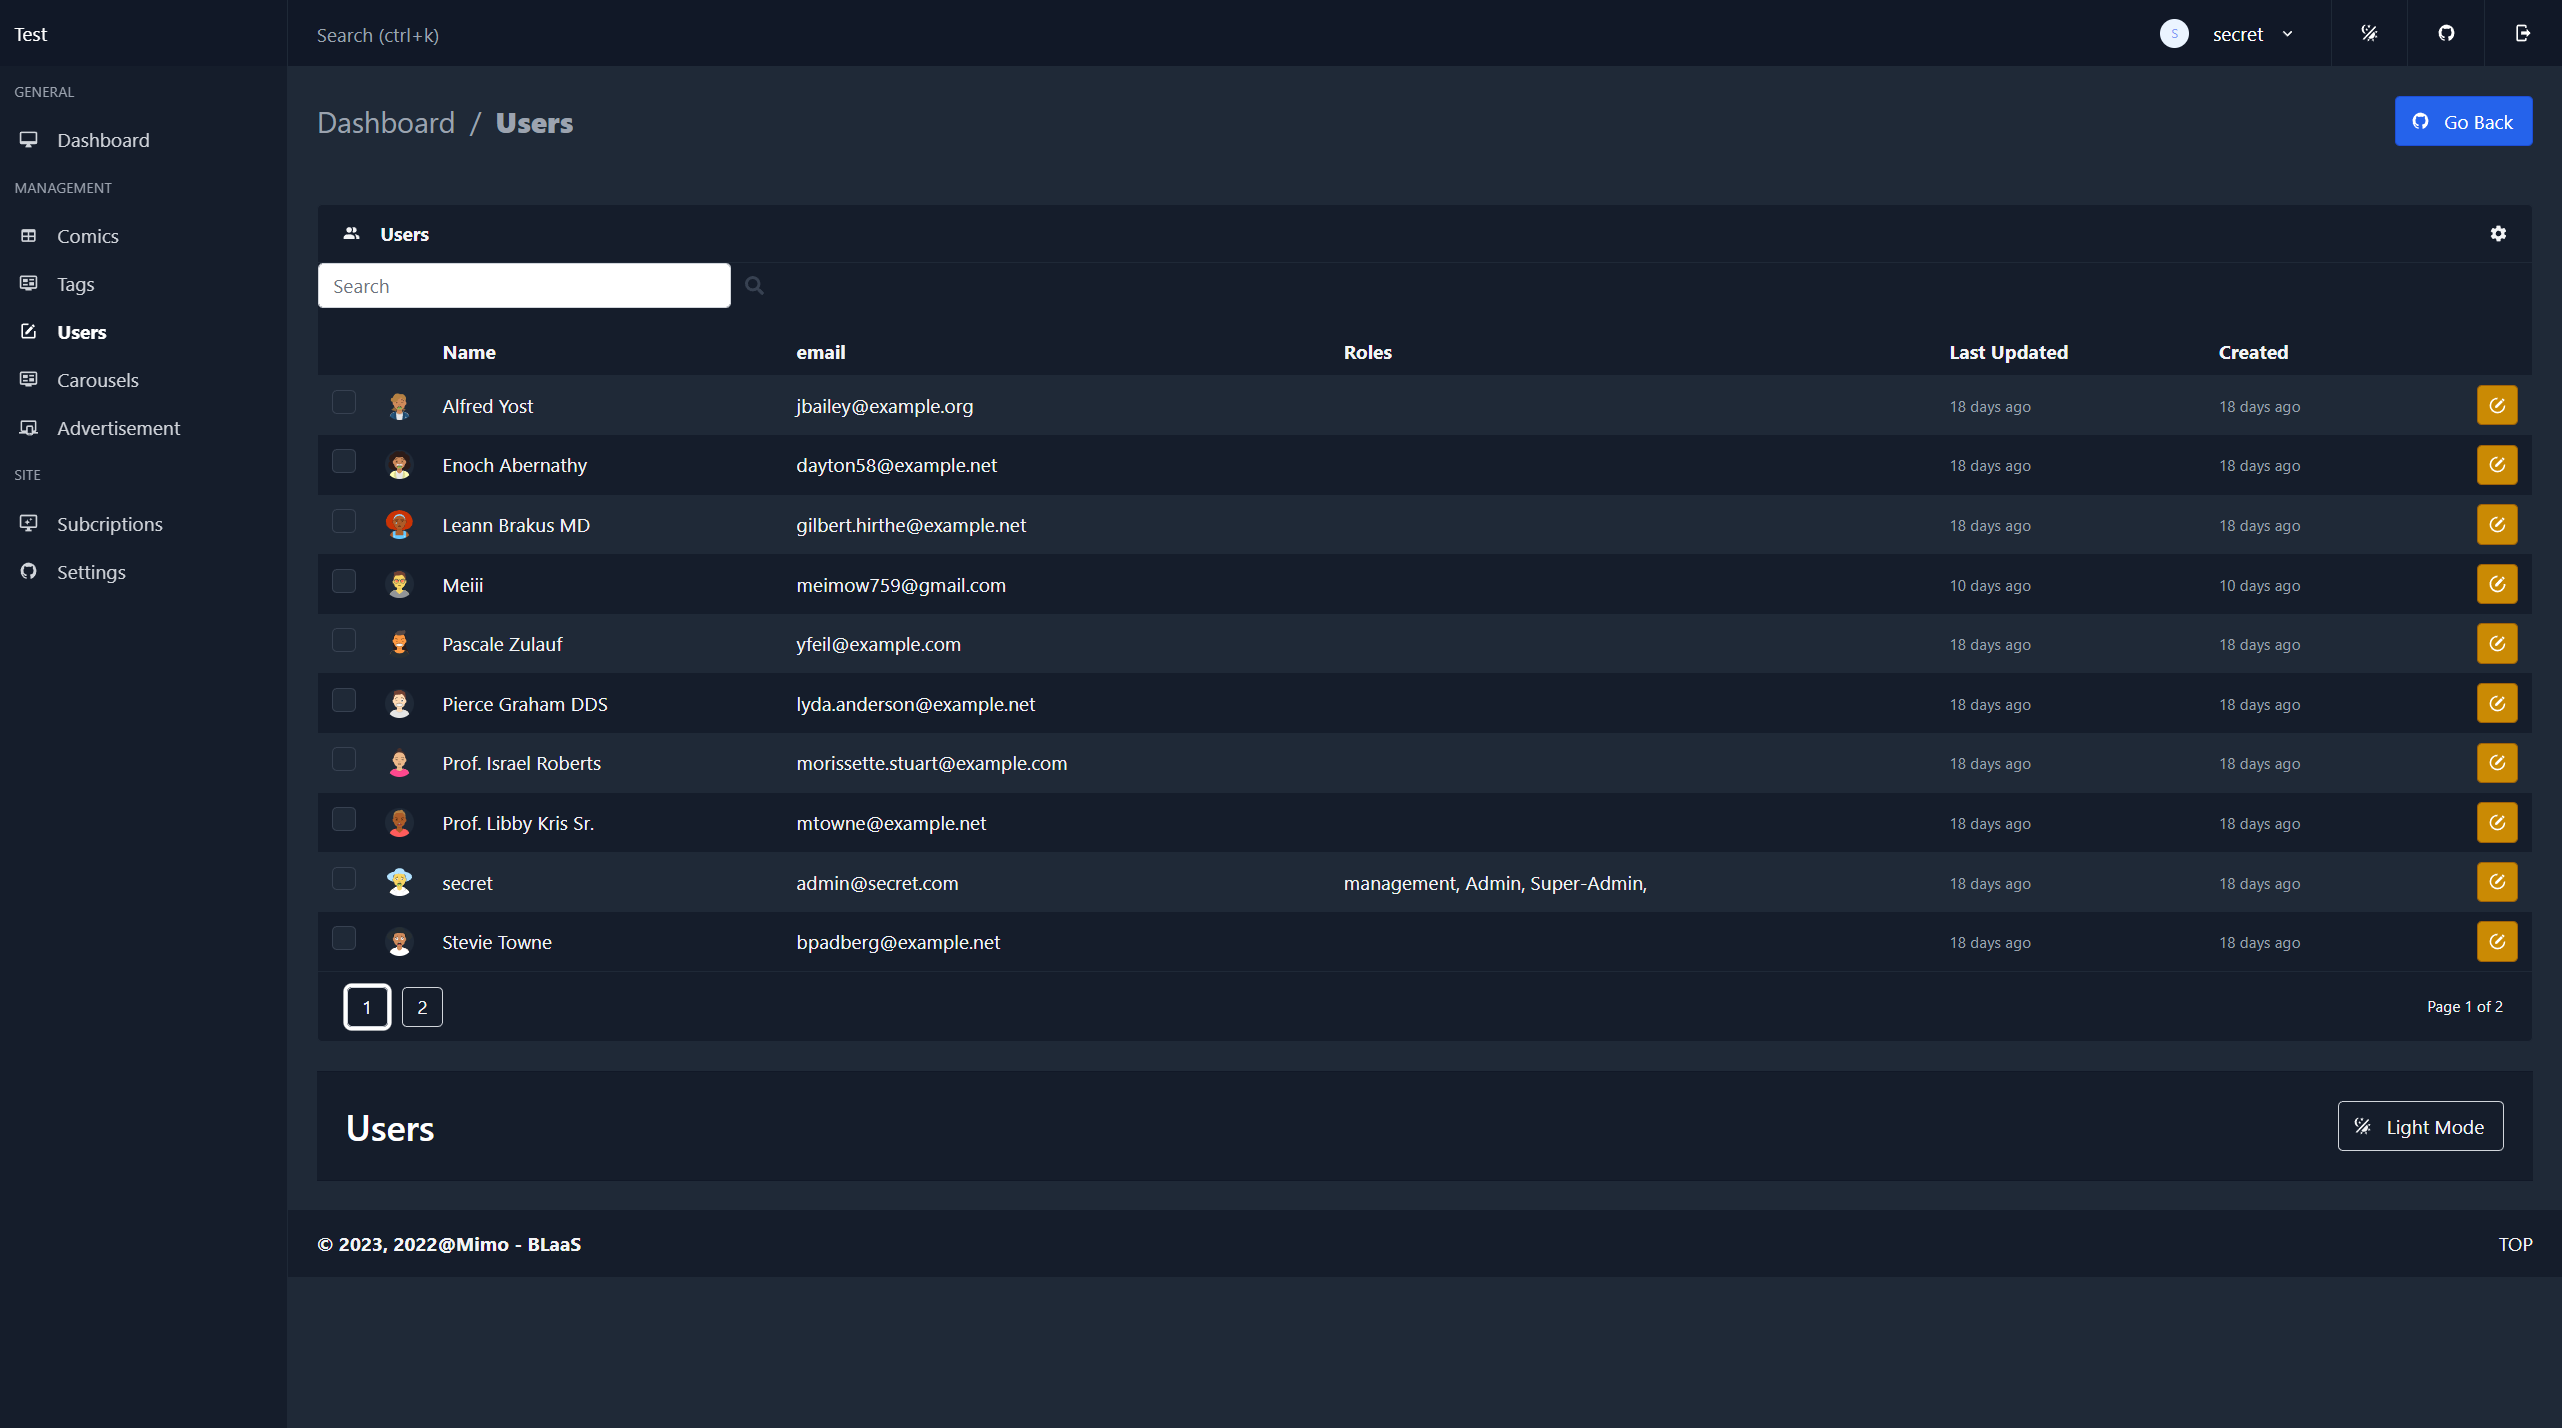 Test
Search (ctrl+k)
S secret
GENERAL
Dashboard
MANAGEMENT
Comics
Tags
Users
Carousels
Advertisement
SITE
Subcriptions
Settings
Dashboard / Users
Go Back
Users
Search
Name email Roles Last Updated Created
Alfred Yost jbailey@example.org 18 days ago 18 days ago
Enoch Abernathy dayton58@example.net 18 days ago 18 days ago
Leann Brakus MD gilbert.hirthe@example.net 18 days ago 18 days ago
Meiii meimow759@gmail.com 10 days ago 10 days ago
Pascale Zulauf yfeil@example.com 18 days ago 18 days ago
Pierce Graham DDS lyda.anderson@example.net 18 days ago 18 days ago
Prof. Israel Roberts morissette.stuart@example.com 18 days ago 18 days ago
Prof. Libby Kris Sr. mtowne@example.net 18 days ago 18 days ago
secret admin@secret.com management, Admin, Super-Admin, 18 days ago 18 days ago
Stevie Towne bpadberg@example.net 18 days ago 18 days ago
1 2 Page 1 of 2
Users
Light Mode
© 2023, 2022@Mimo - BLaaS
TOP